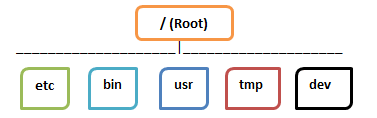 / (Root)
etc bin usr tmp dev